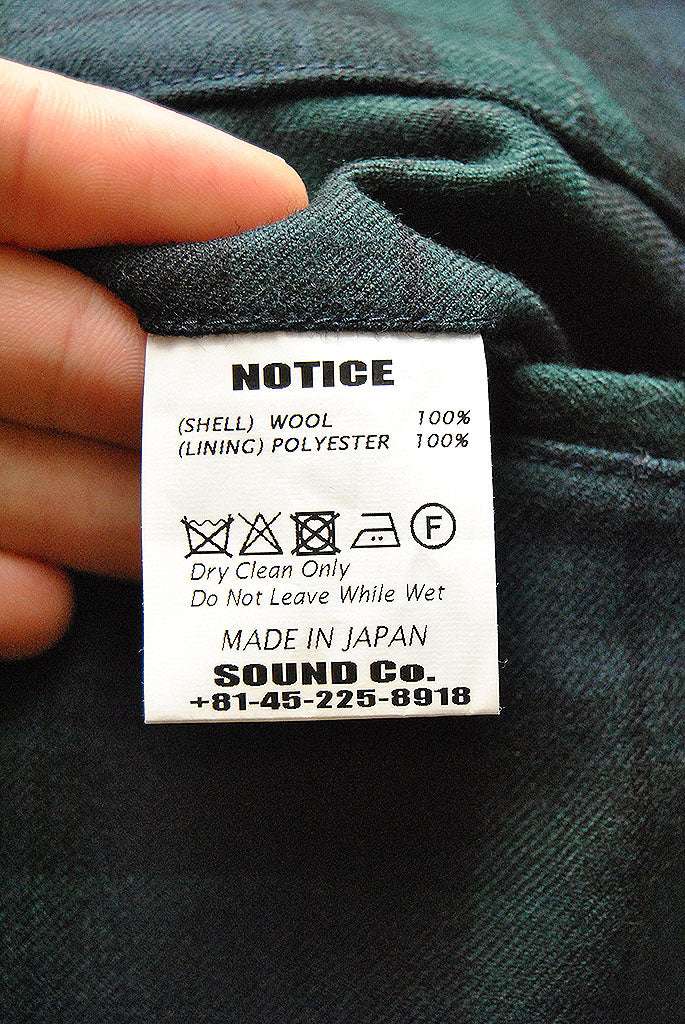 NOTICE
(SHELL) WOOL 100%
(LINING) POLYESTER 100%
F
Dry Clean Only
Do Not Leave While Wet
MADE IN JAPAN
SOUND Co.
+81-45-225-8918